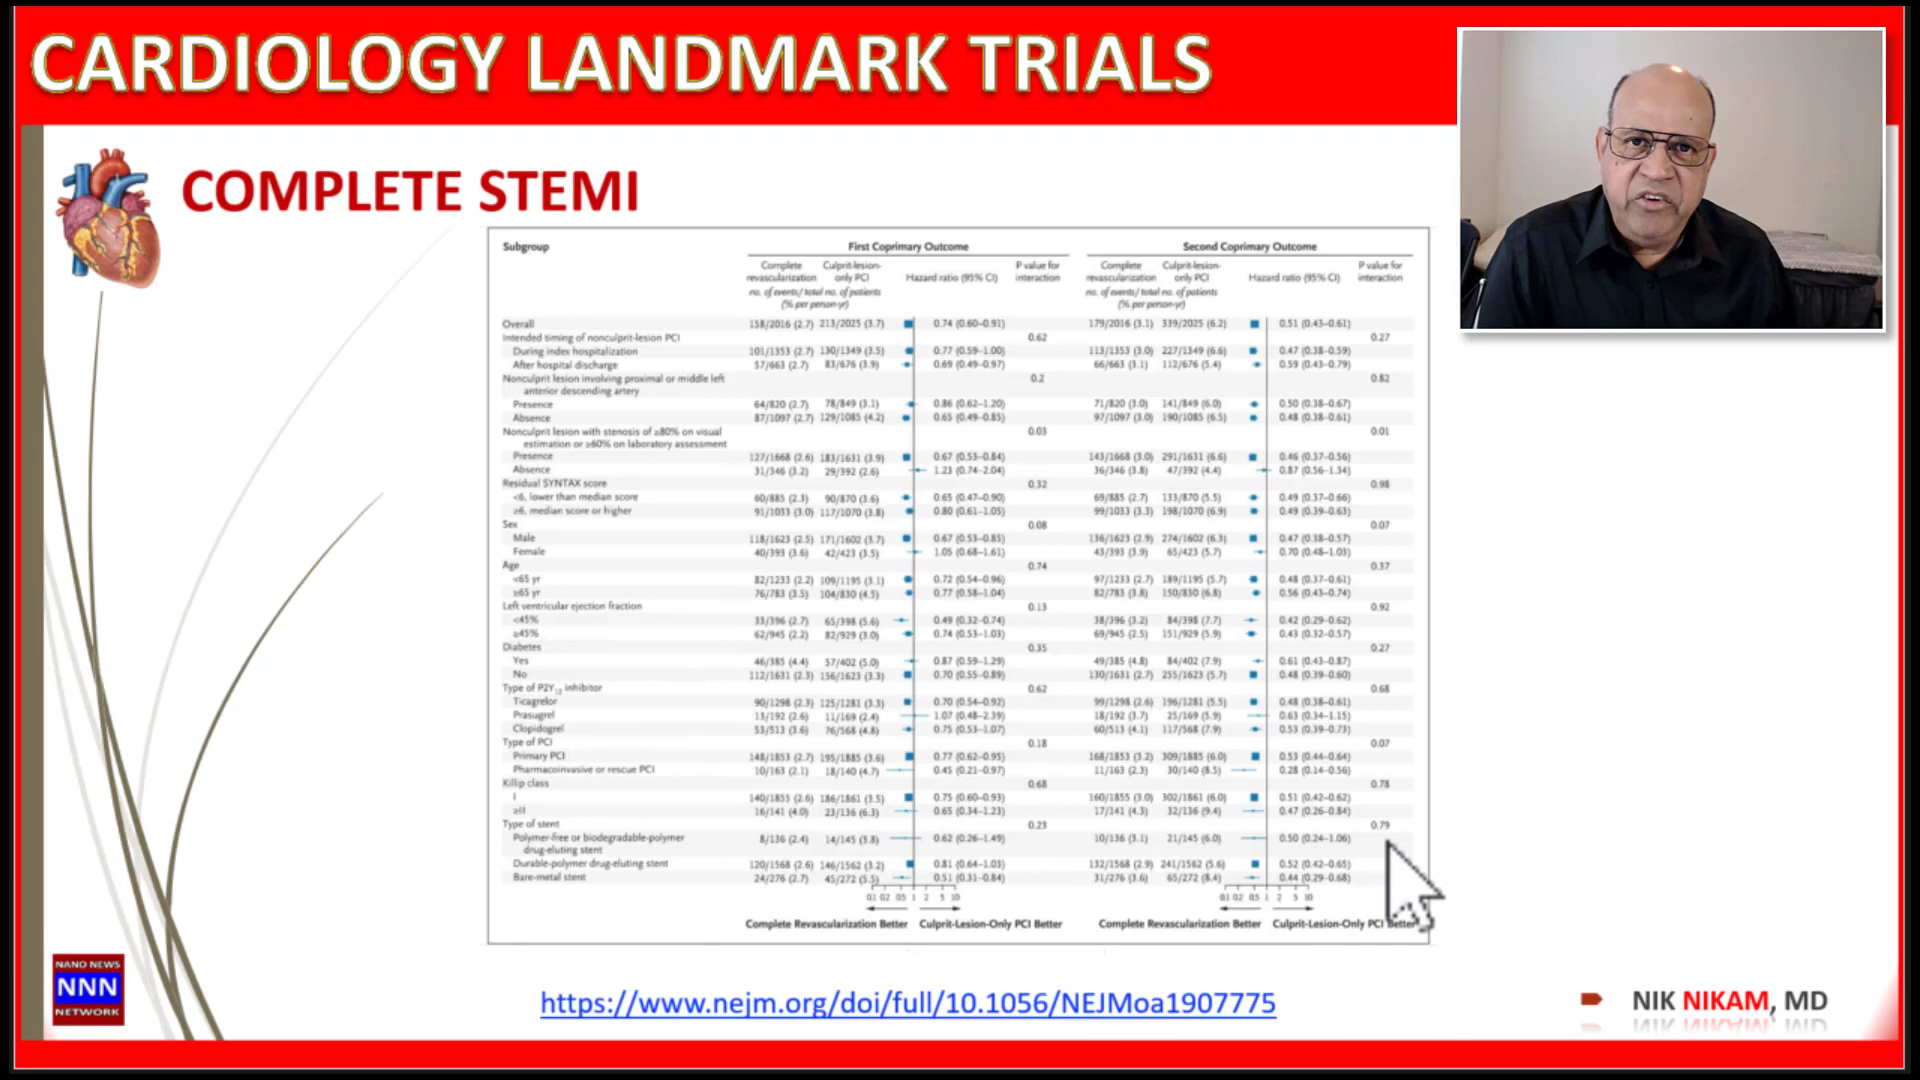 CARDIOLOGY LANDMARK TRIALS
COMPLETE STEMI
Subgroup First Coprimary Outcome Second Coprimary Outcome
Complete revascularization Culprit-lesion-only PCI Hazard ratio (95% CI) P value for interaction Complete revascularization Culprit-lesion-only PCI Hazard ratio (95% CI) P value for interaction
no. of events/total no. of patients (% per person-yr) no. of events/total no. of patients (% per person-yr)
Overall 158/2016 (2.7) 213/2025 (3.7) 0.74 (0.60–0.91) 179/2016 (3.1) 339/2025 (6.2) 0.51 (0.43–0.61)
Intended timing of nonculprit-lesion PCI 0.62 0.27
During index hospitalization 101/1353 (2.7) 130/1349 (3.5) 0.77 (0.59–1.00) 113/1353 (3.0) 227/1349 (6.6) 0.47 (0.38–0.59)
After hospital discharge 57/663 (2.7) 83/676 (3.9) 0.69 (0.49–0.97) 66/663 (3.1) 112/676 (5.4) 0.59 (0.43–0.79)
Nonculprit lesion involving proximal or middle left 0.2 0.82
anterior descending artery
Presence 64/820 (2.7) 78/849 (3.1) 0.86 (0.62–1.20) 71/820 (3.0) 141/849 (6.0) 0.50 (0.38–0.67)
Absence 87/1097 (2.7) 129/1085 (4.2) 0.65 (0.49–0.85) 97/1097 (3.0) 190/1085 (6.5) 0.48 (0.38–0.61)
Nonculprit lesion with stenosis of ≥80% on visual 0.03 0.01
estimation or ≥60% on laboratory assessment
Presence 127/1668 (2.6) 183/1631 (3.9) 0.67 (0.53–0.84) 143/1668 (3.0) 291/1631 (6.6) 0.46 (0.37–0.56)
Absence 31/346 (3.2) 29/392 (2.6) 1.23 (0.74–2.04) 36/346 (3.8) 47/392 (4.4) 0.87 (0.56–1.34)
Residual SYNTAX score 0.32 0.98
<6, lower than median score 60/885 (2.3) 90/870 (3.6) 0.65 (0.47–0.90) 69/885 (2.7) 133/870 (5.5) 0.49 (0.37–0.66)
≥6, median score or higher 91/1033 (3.0) 117/1070 (3.8) 0.80 (0.61–1.05) 99/1033 (3.3) 198/1070 (6.9) 0.49 (0.39–0.63)
Sex 0.08 0.07
Male 118/1623 (2.5) 171/1602 (3.7) 0.67 (0.53–0.85) 136/1623 (2.9) 274/1602 (6.3) 0.47 (0.38–0.57)
Female 40/393 (3.6) 42/423 (3.5) 1.05 (0.68–1.61) 43/393 (3.9) 65/423 (5.7) 0.70 (0.48–1.03)
Age 0.74 0.37
<65 yr 82/1233 (2.2) 109/1195 (3.1) 0.72 (0.54–0.96) 97/1233 (2.7) 189/1195 (5.7) 0.48 (0.37–0.61)
≥65 yr 76/783 (3.5) 104/830 (4.5) 0.77 (0.58–1.04) 82/783 (3.8) 150/830 (6.8) 0.56 (0.43–0.74)
Left ventricular ejection fraction 0.13 0.92
<45% 33/396 (2.7) 65/398 (5.6) 0.49 (0.32–0.74) 38/396 (3.2) 84/398 (7.7) 0.42 (0.29–0.62)
≥45% 62/945 (2.2) 82/929 (3.0) 0.74 (0.53–1.03) 69/945 (2.5) 151/929 (5.9) 0.43 (0.32–0.57)
Diabetes 0.35 0.27
Yes 46/385 (4.4) 57/402 (5.0) 0.87 (0.59–1.29) 49/385 (4.8) 84/402 (7.9) 0.61 (0.43–0.87)
No 112/1631 (2.3) 156/1623 (3.3) 0.70 (0.55–0.89) 130/1631 (2.7) 255/1623 (5.7) 0.48 (0.39–0.60)
Type of P2Y12 inhibitor 0.62 0.68
Ticagrelor 90/1298 (2.3) 125/1281 (3.3) 0.70 (0.54–0.92) 99/1298 (2.6) 196/1281 (5.5) 0.48 (0.38–0.61)
Prasugrel 13/192 (2.6) 11/169 (2.4) 1.07 (0.48–2.39) 18/192 (3.7) 25/169 (5.9) 0.63 (0.34–1.15)
Clopidogrel 53/513 (3.6) 76/568 (4.8) 0.75 (0.53–1.07) 60/513 (4.1) 117/568 (7.9) 0.53 (0.39–0.73)
Type of PCI 0.18 0.07
Primary PCI 148/1853 (2.7) 195/1885 (3.6) 0.77 (0.62–0.95) 168/1853 (3.2) 309/1885 (6.0) 0.53 (0.44–0.64)
Pharmacoinvasive or rescue PCI 10/163 (2.1) 18/140 (4.7) 0.45 (0.21–0.97) 11/163 (2.3) 30/140 (8.5) 0.28 (0.14–0.56)
Killip class 0.68 0.78
I 140/1855 (2.6) 186/1861 (3.5) 0.75 (0.60–0.93) 160/1855 (3.0) 302/1861 (6.0) 0.51 (0.42–0.62)
≥II 16/141 (4.0) 23/136 (6.3) 0.65 (0.34–1.23) 17/141 (4.3) 32/136 (9.4) 0.47 (0.26–0.84)
Type of stent 0.23 0.79
Polymer-free or biodegradable-polymer 8/136 (2.4) 14/145 (3.8) 0.62 (0.26–1.49) 10/136 (3.1) 21/145 (6.0) 0.50 (0.24–1.06)
drug-eluting stent
Durable-polymer drug-eluting stent 120/1568 (2.6) 146/1562 (3.2) 0.81 (0.64–1.03) 132/1568 (2.9) 241/1562 (5.6) 0.52 (0.42–0.65)
Bare-metal stent 24/276 (2.7) 45/272 (5.5) 0.51 (0.31–0.84) 31/276 (3.6) 65/272 (8.4) 0.44 (0.29–0.68)
0.1 0.2 0.5 1 2 5 10 0.1 0.2 0.5 1 2 5 10
Complete Revascularization Better Culprit-Lesion-Only PCI Better Complete Revascularization Better Culprit-Lesion-Only PCI Better
NANO NEWS
NNN
NETWORK
https://www.nejm.org/doi/full/10.1056/NEJMoa1907775
NIK NIKAM, MD